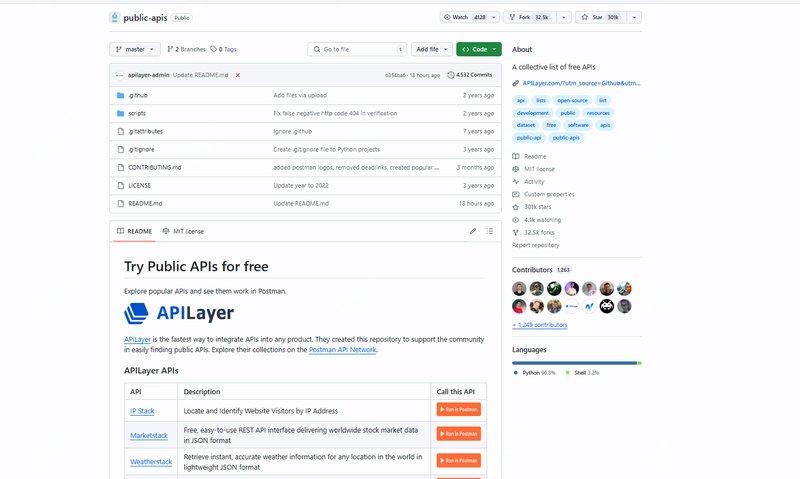 public-apis Public
Watch 4128
Fork 32.5k
Star 301k
master
2 Branches
0 Tags
Go to file
t
Add file
Code
apilayer-admin Update README.md
b354ba6 · 18 hours ago
4,532 Commits
.github Add files via upload 2 years ago
scripts Fix false negative http code 404 in verification 2 years ago
.gitattributes Ignore .github 7 years ago
.gitignore Create .gitignore file to Python projects 3 years ago
CONTRIBUTING.md added postman logos, removed deadlinks, created popular ... 3 months ago
LICENSE Update year to 2022 3 years ago
README.md Update README.md 18 hours ago
README
MIT license
Try Public APIs for free
Explore popular APIs and see them work in Postman.
APILayer
APILayer is the fastest way to integrate APIs into any product. They created this repository to support the community
in easily finding public APIs. Explore their collections on the Postman API Network.
APILayer APIs
API Description Call this API
IP Stack Locate and Identify Website Visitors by IP Address Run in Postman
Marketstack Free, easy-to-use REST API interface delivering worldwide stock market data
in JSON format Run in Postman
Weatherstack Retrieve instant, accurate weather information for any location in the world in
lightweight JSON format Run in Postman
About
A collective list of free APIs
APILayer.com/?utm_source=Github&utm...
api lists open-source list
development public resources
dataset free software apis
public-api public-apis
Readme
MIT license
Activity
Custom properties
301k stars
4.1k watching
32.5k forks
Report repository
Contributors 1,263
+ 1,249 contributors
Languages
Python 96.8% Shell 3.2%